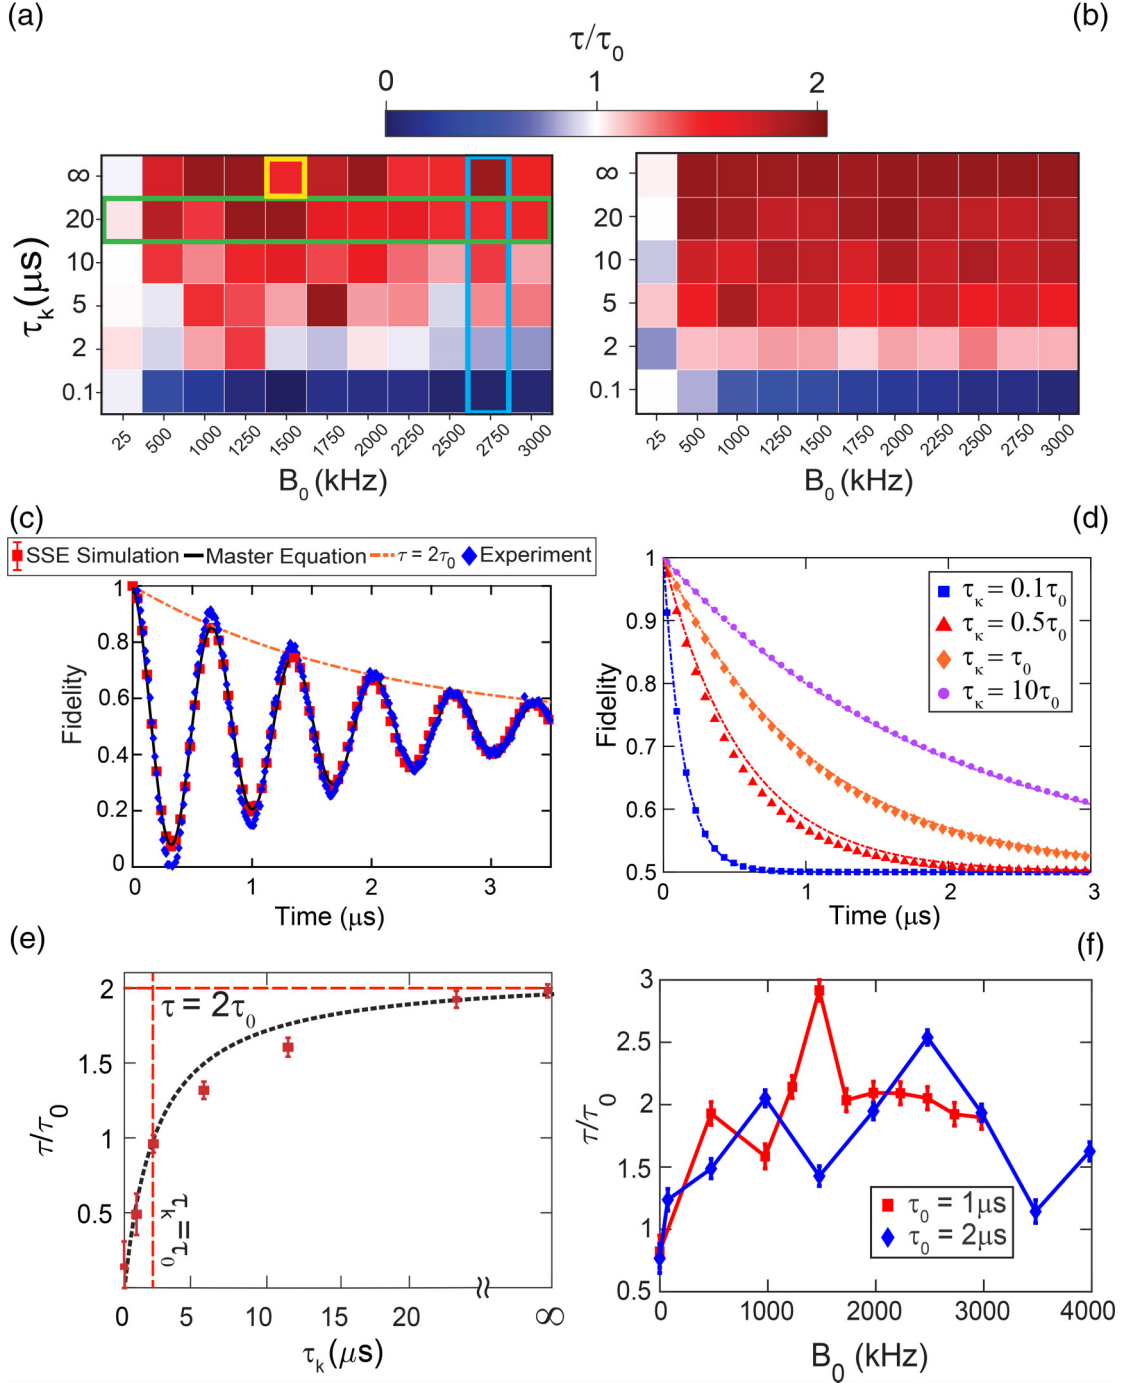 (a)
(b)
τ/τ0
0 1 2
τk(μs)
∞
20
10
5
2
0.1
25 500 1000 1250 1500 1750 2000 2250 2500 2750 3000
B0 (kHz)
∞
20
10
5
2
0.1
25 500 1000 1250 1500 1750 2000 2250 2500 2750 3000
B0 (kHz)
(c)
(d)
SSE Simulation Master Equation τ = 2τ0 Experiment
Fidelity
1
0.8
0.6
0.4
0.2
0
0 1 2 3
Time (μs)
Fidelity
1
0.9
0.8
0.7
0.6
0.5
τκ = 0.1τ0
τκ = 0.5τ0
τκ = τ0
τκ = 10τ0
0 1 2 3
Time (μs)
(e)
(f)
τ/τ0
2
1.5
1
0.5
τ = 2τ0
τk=τ0
0 5 10 15 20 ∞
τk(μs)
τ/τ0
3
2.5
2
1.5
1
0.5
τ0 = 1μs
τ0 = 2μs
0 1000 2000 3000 4000
B0 (kHz)